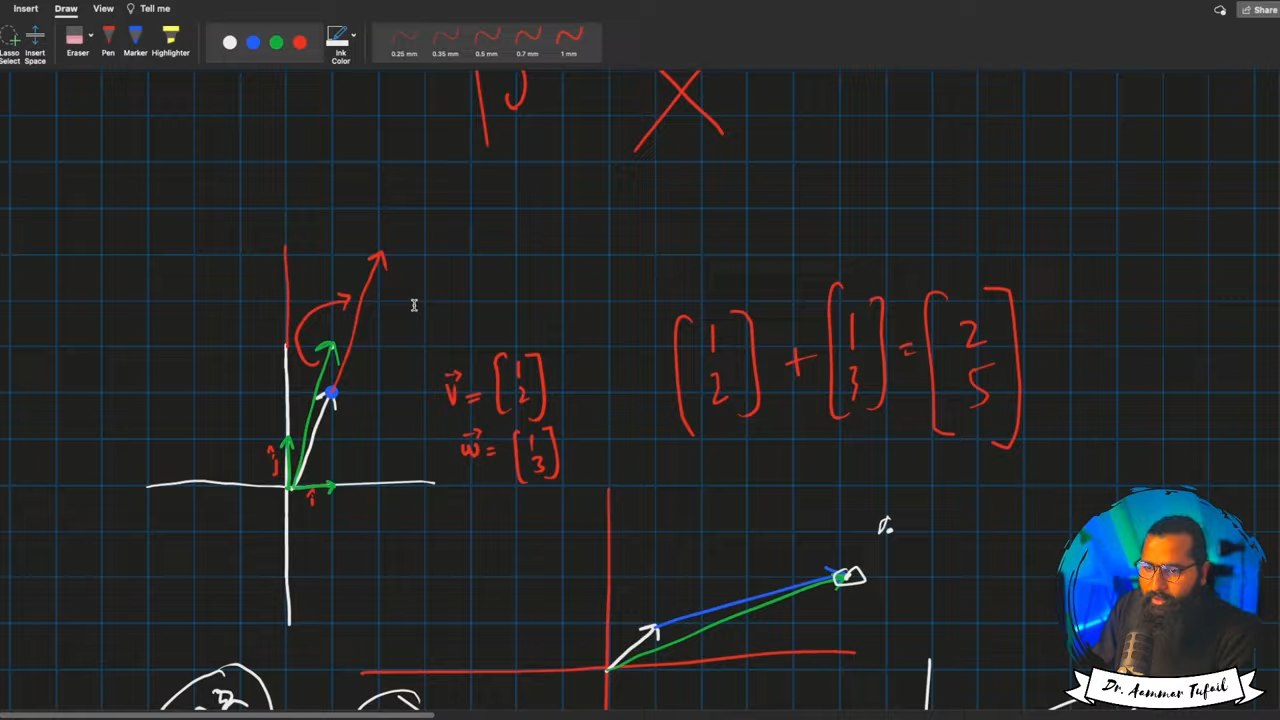 Insert Draw View Tell me
Share
Lasso Select
Insert Space
Eraser
Pen
Marker
Highlighter
Ink Color
0.25 mm 0.35 mm 0.5 mm 0.7 mm 1 mm
v⃗ = [1 2]
w⃗ = [1 3]
[1 2] + [1 3] = [2 5]
ĵ
î
Dr. Aammar Tufail